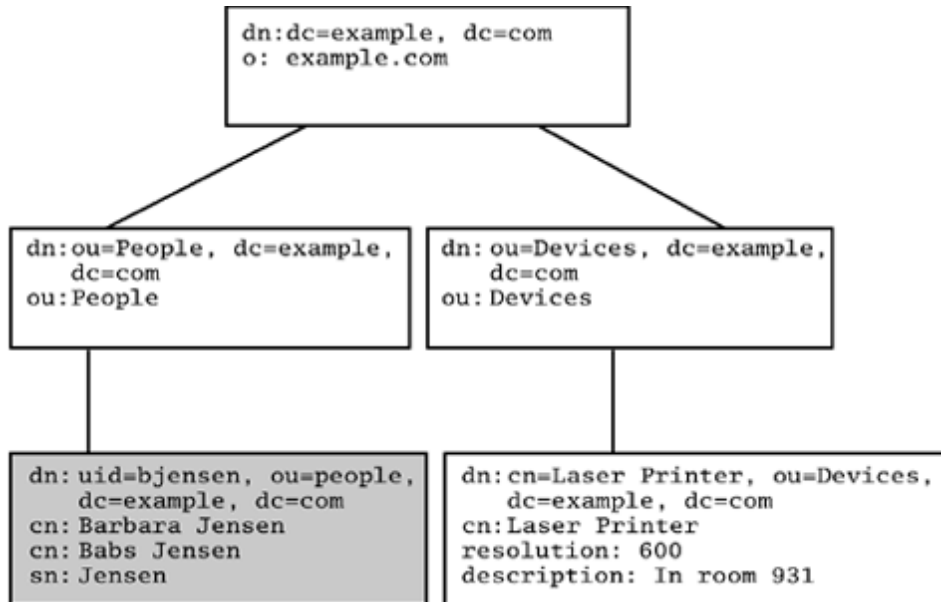 dn:dc=example, dc=com
o: example.com
dn:ou=People, dc=example,
dc=com
ou:People
dn:ou=Devices, dc=example,
dc=com
ou:Devices
dn: uid=bjensen, ou=people,
dc=example, dc=com
cn: Barbara Jensen
cn: Babs Jensen
sn: Jensen
dn:cn=Laser Printer, ou=Devices,
dc=example, dc=com
cn:Laser Printer
resolution: 600
description: In room 931